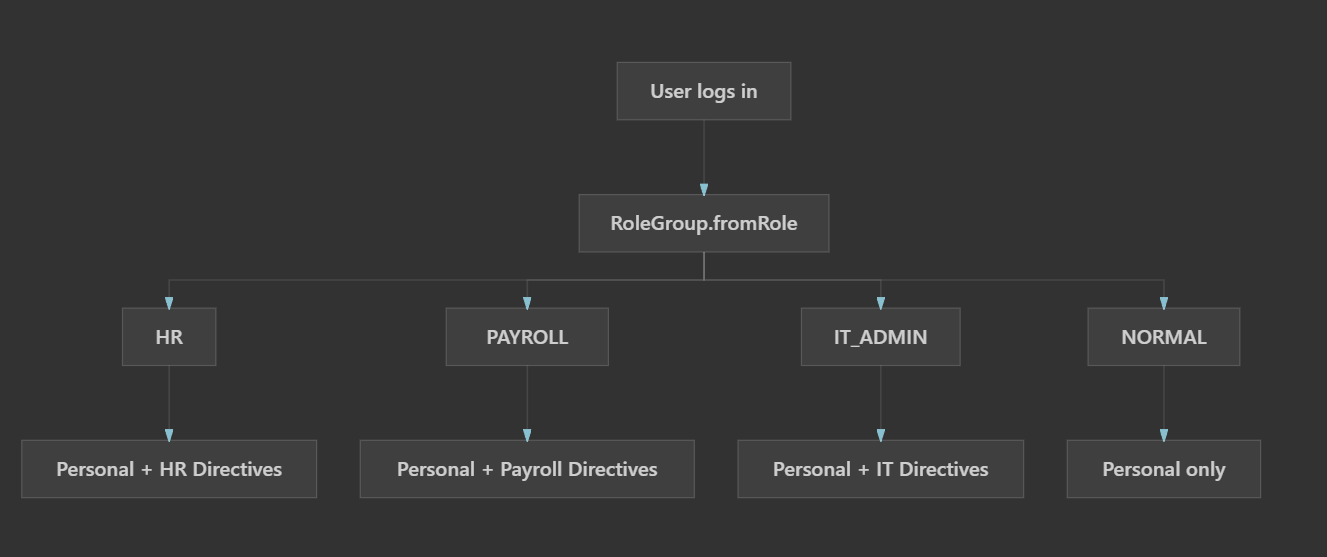 User logs in
RoleGroup.fromRole
HR
PAYROLL
IT_ADMIN
NORMAL
Personal + HR Directives
Personal + Payroll Directives
Personal + IT Directives
Personal only